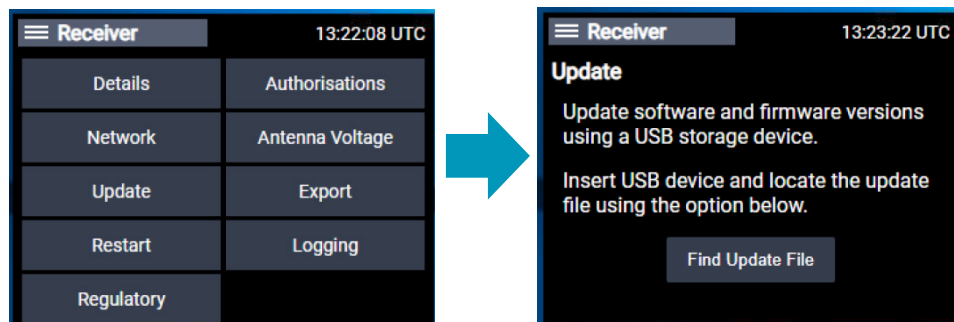 Receiver 13:22:08 UTC
Details Authorisations
Network Antenna Voltage
Update Export
Restart Logging
Regulatory
Receiver 13:23:22 UTC
Update
Update software and firmware versions
using a USB storage device.
Insert USB device and locate the update
file using the option below.
Find Update File